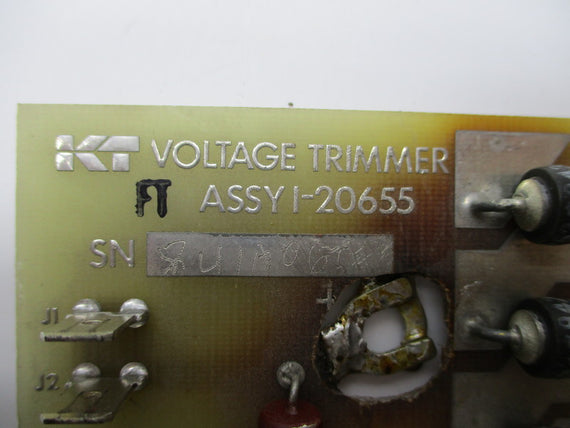 KT VOLTAGE TRIMMER
FT ASSY 1-20655
SN
J1
J2